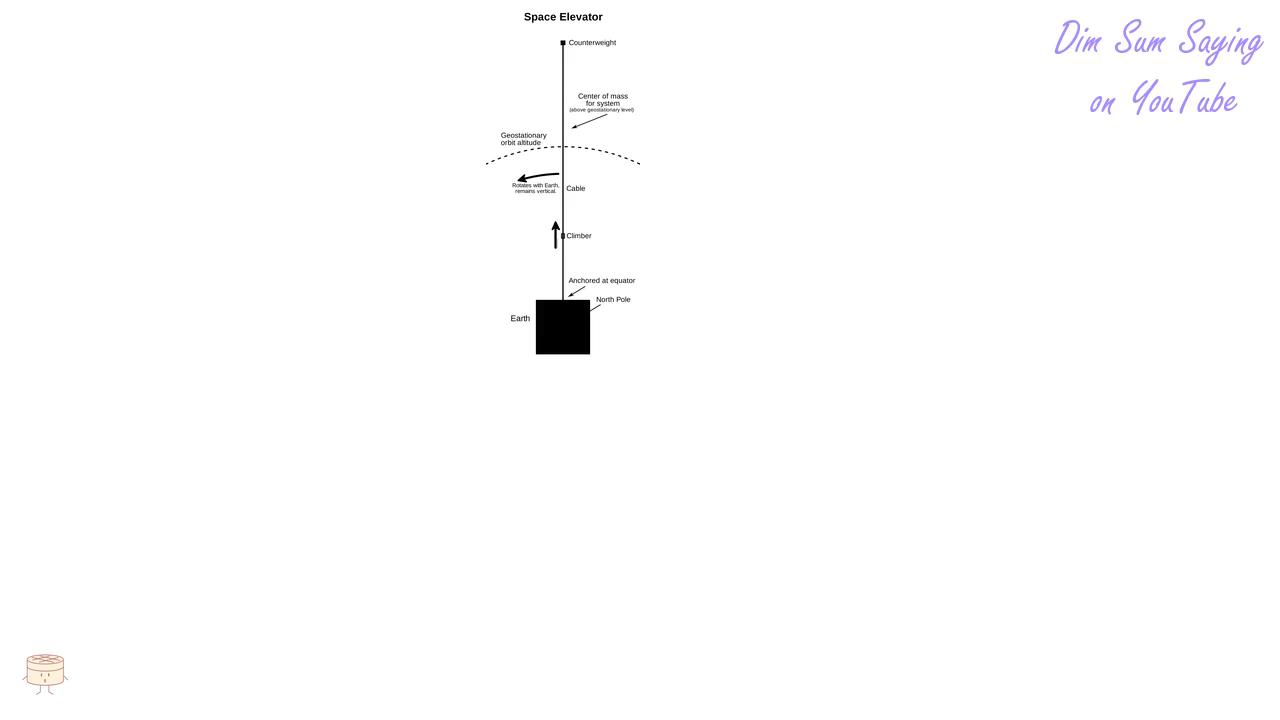 Space Elevator
Counterweight
Center of mass
for system
(above geostationary level)
Geostationary
orbit altitude
Rotates with Earth,
remains vertical.
Cable
Climber
Anchored at equator
North Pole
Earth
Dim Sum Saying
on YouTube